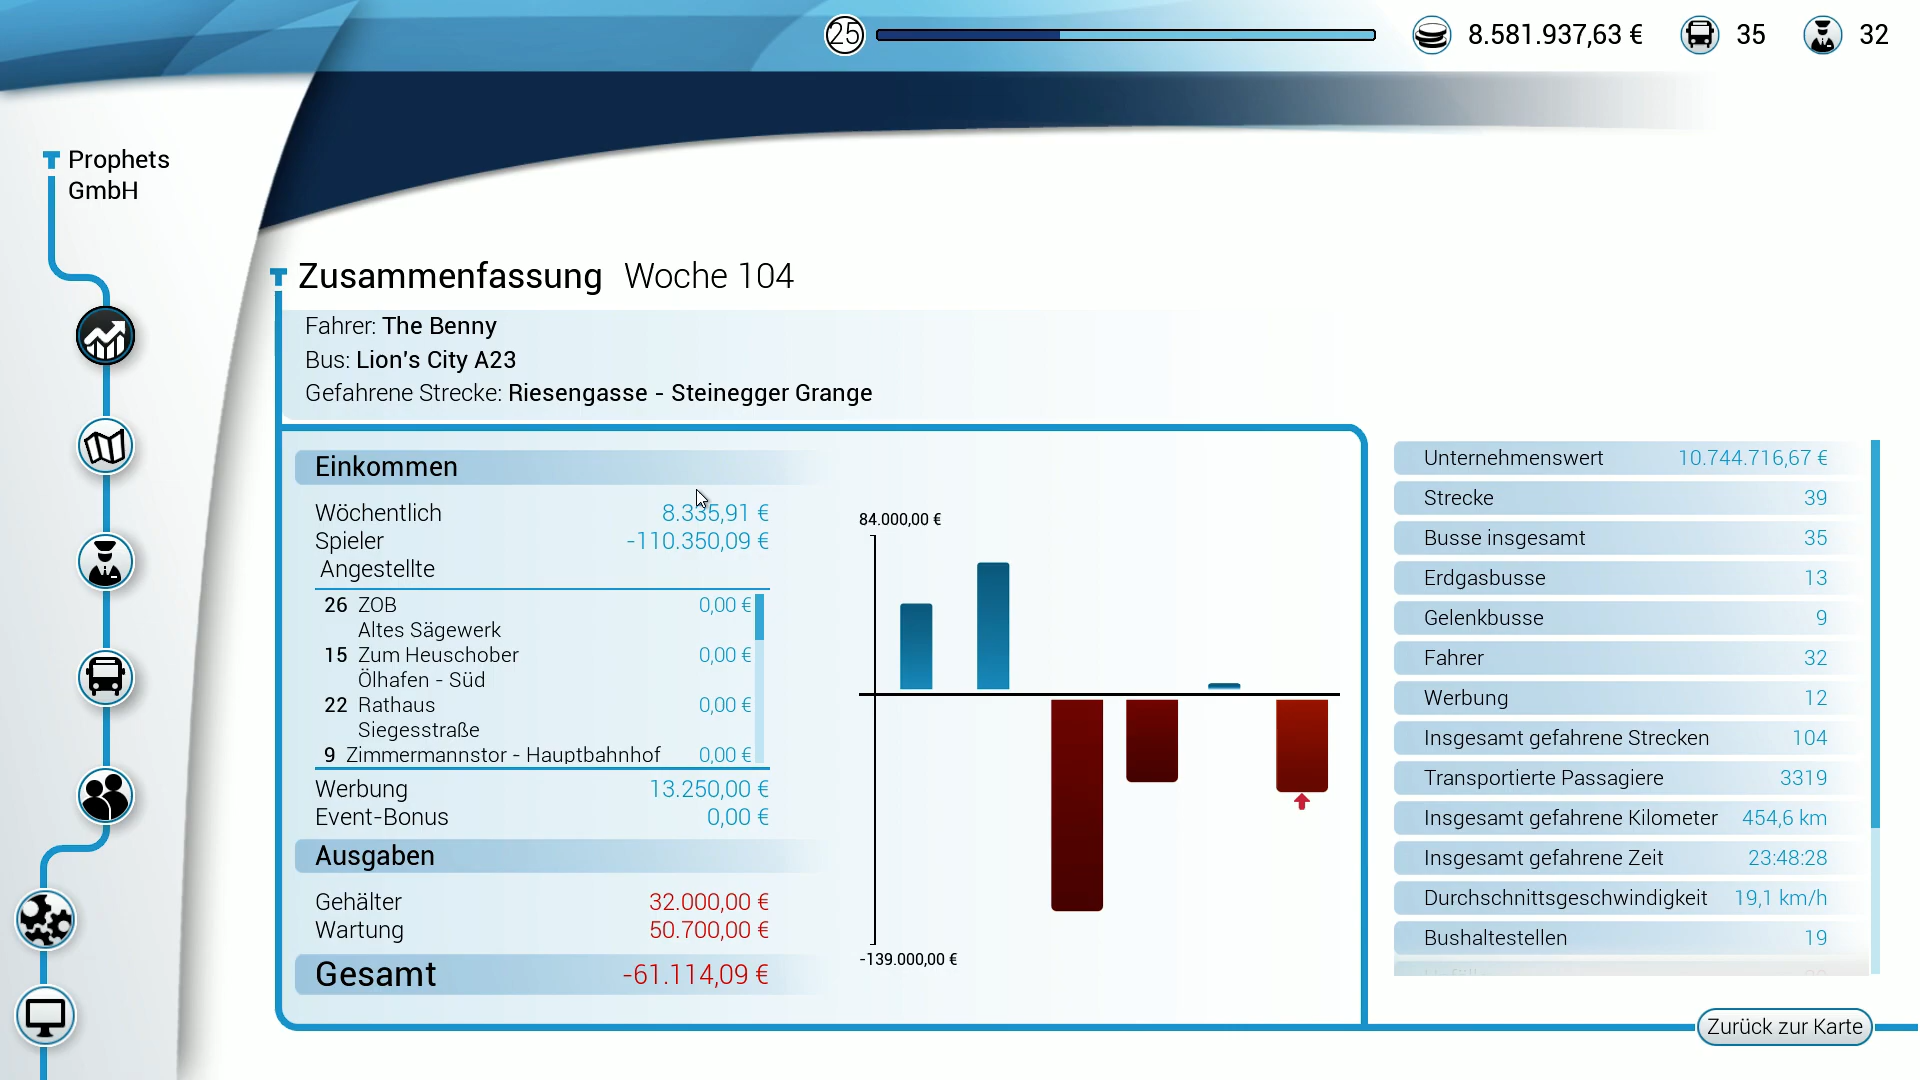 25
8.581.937,63 €
35
32
Prophets
GmbH
Zusammenfassung Woche 104
Fahrer: The Benny
Bus: Lion's City A23
Gefahrene Strecke: Riesengasse - Steinegger Grange
Einkommen
Wöchentlich 8.335,91 €
Spieler -110.350,09 €
Angestellte
26 ZOB 0,00 €
Altes Sägewerk
15 Zum Heuschober 0,00 €
Ölhafen - Süd
22 Rathaus 0,00 €
Siegesstraße
9 Zimmermannstor - Hauptbahnhof 0,00 €
Werbung 13.250,00 €
Event-Bonus 0,00 €
Ausgaben
Gehälter 32.000,00 €
Wartung 50.700,00 €
Gesamt -61.114,09 €
84.000,00 €
-139.000,00 €
Unternehmenswert 10.744.716,67 €
Strecke 39
Busse insgesamt 35
Erdgasbusse 13
Gelenkbusse 9
Fahrer 32
Werbung 12
Insgesamt gefahrene Strecken 104
Transportierte Passagiere 3319
Insgesamt gefahrene Kilometer 454,6 km
Insgesamt gefahrene Zeit 23:48:28
Durchschnittsgeschwindigkeit 19,1 km/h
Bushaltestellen 19
Zurück zur Karte